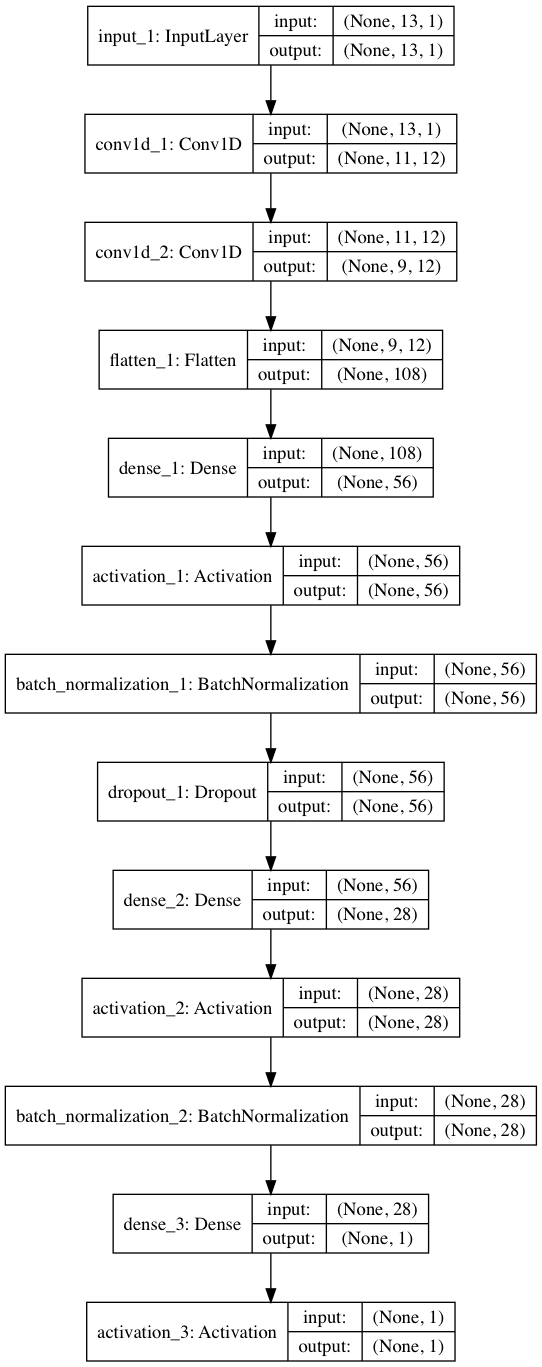 input_1: InputLayer
input:
(None, 13, 1)
output:
(None, 13, 1)
conv1d_1: Conv1D
input:
(None, 13, 1)
output:
(None, 11, 12)
conv1d_2: Conv1D
input:
(None, 11, 12)
output:
(None, 9, 12)
flatten_1: Flatten
input:
(None, 9, 12)
output:
(None, 108)
dense_1: Dense
input:
(None, 108)
output:
(None, 56)
activation_1: Activation
input:
(None, 56)
output:
(None, 56)
batch_normalization_1: BatchNormalization
input:
(None, 56)
output:
(None, 56)
dropout_1: Dropout
input:
(None, 56)
output:
(None, 56)
dense_2: Dense
input:
(None, 56)
output:
(None, 28)
activation_2: Activation
input:
(None, 28)
output:
(None, 28)
batch_normalization_2: BatchNormalization
input:
(None, 28)
output:
(None, 28)
dense_3: Dense
input:
(None, 28)
output:
(None, 1)
activation_3: Activation
input:
(None, 1)
output:
(None, 1)